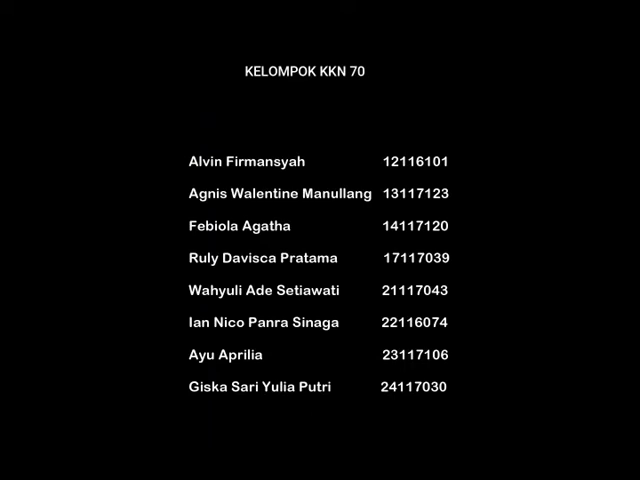 KELOMPOK KKN 70
Alvin Firmansyah 12116101
Agnis Walentine Manullang 13117123
Febiola Agatha 14117120
Ruly Davisca Pratama 17117039
Wahyuli Ade Setiawati 21117043
Ian Nico Panra Sinaga 22116074
Ayu Aprilia 23117106
Giska Sari Yulia Putri 24117030